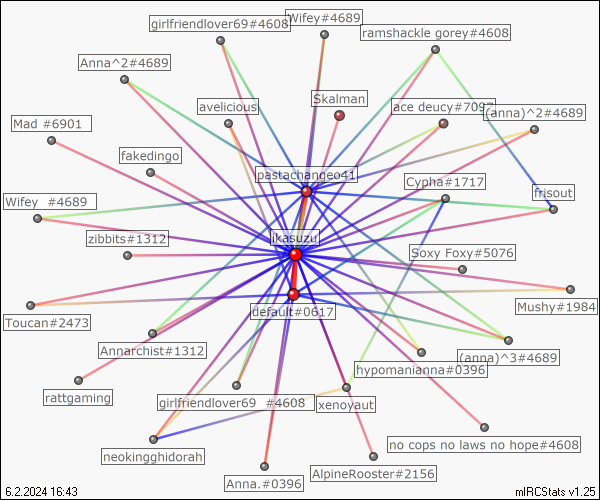 Wifey#4689
girlfriendlover69#4608
ramshackle gorey#4608
Anna^2#4689
Skalman
avelicious
ace deucy#7097
(anna)^2#4689
Mad #6901
fakedingo
pastachangeo41
Cypha#1717
frisout
Wifey  #4689
zibbits#1312
ikasuzu
Soxy Foxy#5076
Mushy#1984
default#0617
Toucan#2473
Annarchist#1312
(anna)^3#4689
hypomanianna#0396
rattgaming
girlfriendlover69  #4608
xenoyaut
no cops no laws no hope#4608
neokingghidorah
AlpineRooster#2156
Anna.#0396
6.2.2024 16:43
mIRCStats v1.25